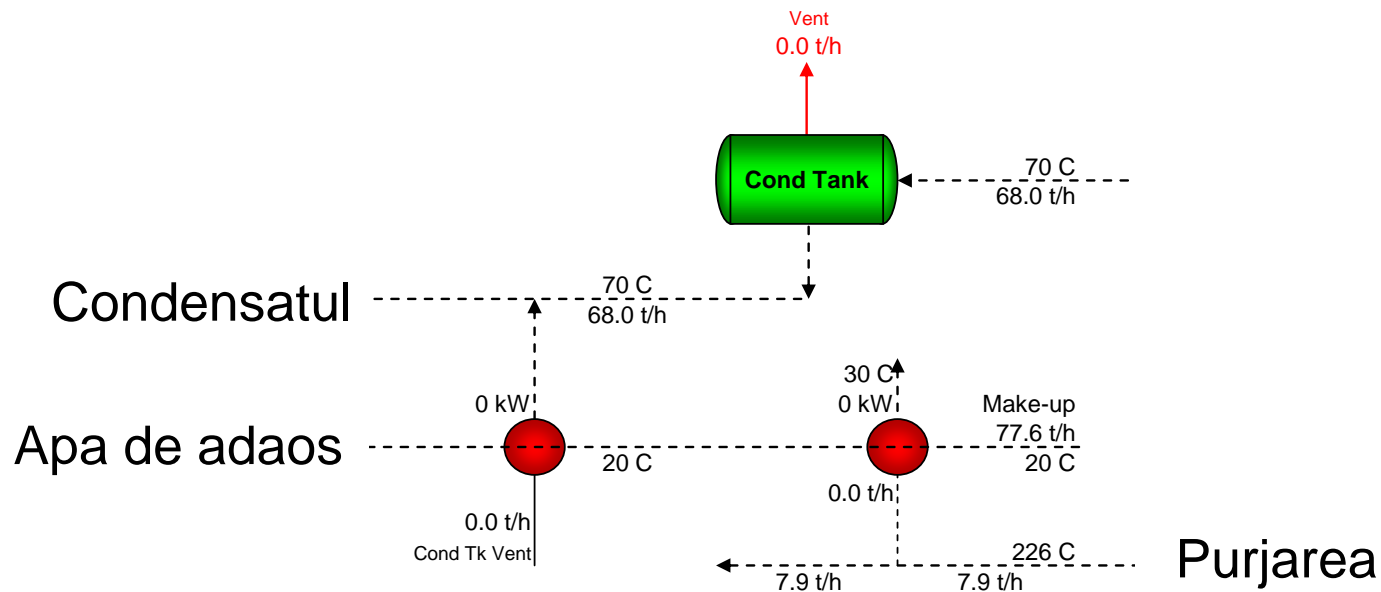 Vent
0.0 t/h
Cond Tank
70 C
68.0 t/h
Condensatul
70 C
68.0 t/h
30 C
0 kW
0 kW
Make-up
77.6 t/h
Apa de adaos
20 C
20 C
0.0 t/h
0.0 t/h
Cond Tk Vent
226 C
Purjarea
7.9 t/h
7.9 t/h